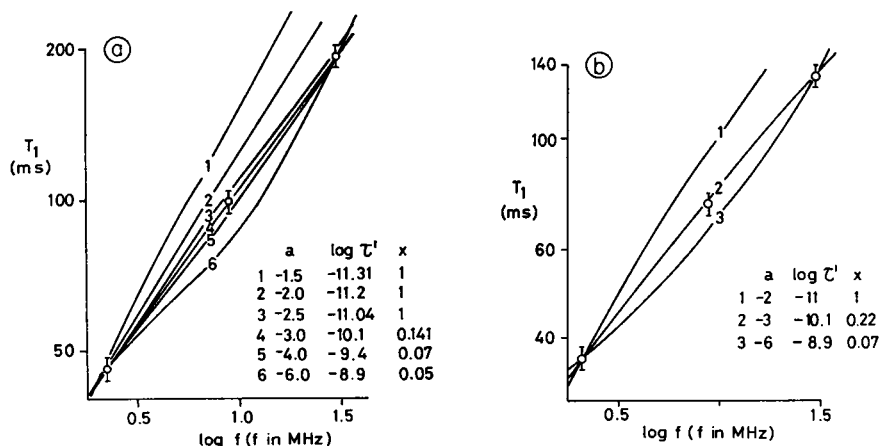 a
200
100
50
T₁
(ms)
1
2
3
4
5
6
a log τ' x
1 -1.5 -11.31 1
2 -2.0 -11.2 1
3 -2.5 -11.04 1
4 -3.0 -10.1 0.141
5 -4.0 -9.4 0.07
6 -6.0 -8.9 0.05
0.5 1.0 1.5
log f (f in MHz)
b
140
100
60
40
T₁
(ms)
1
2
3
a log τ' x
1 -2 -11 1
2 -3 -10.1 0.22
3 -6 -8.9 0.07
0.5 1.0 1.5
log f (f in MHz)